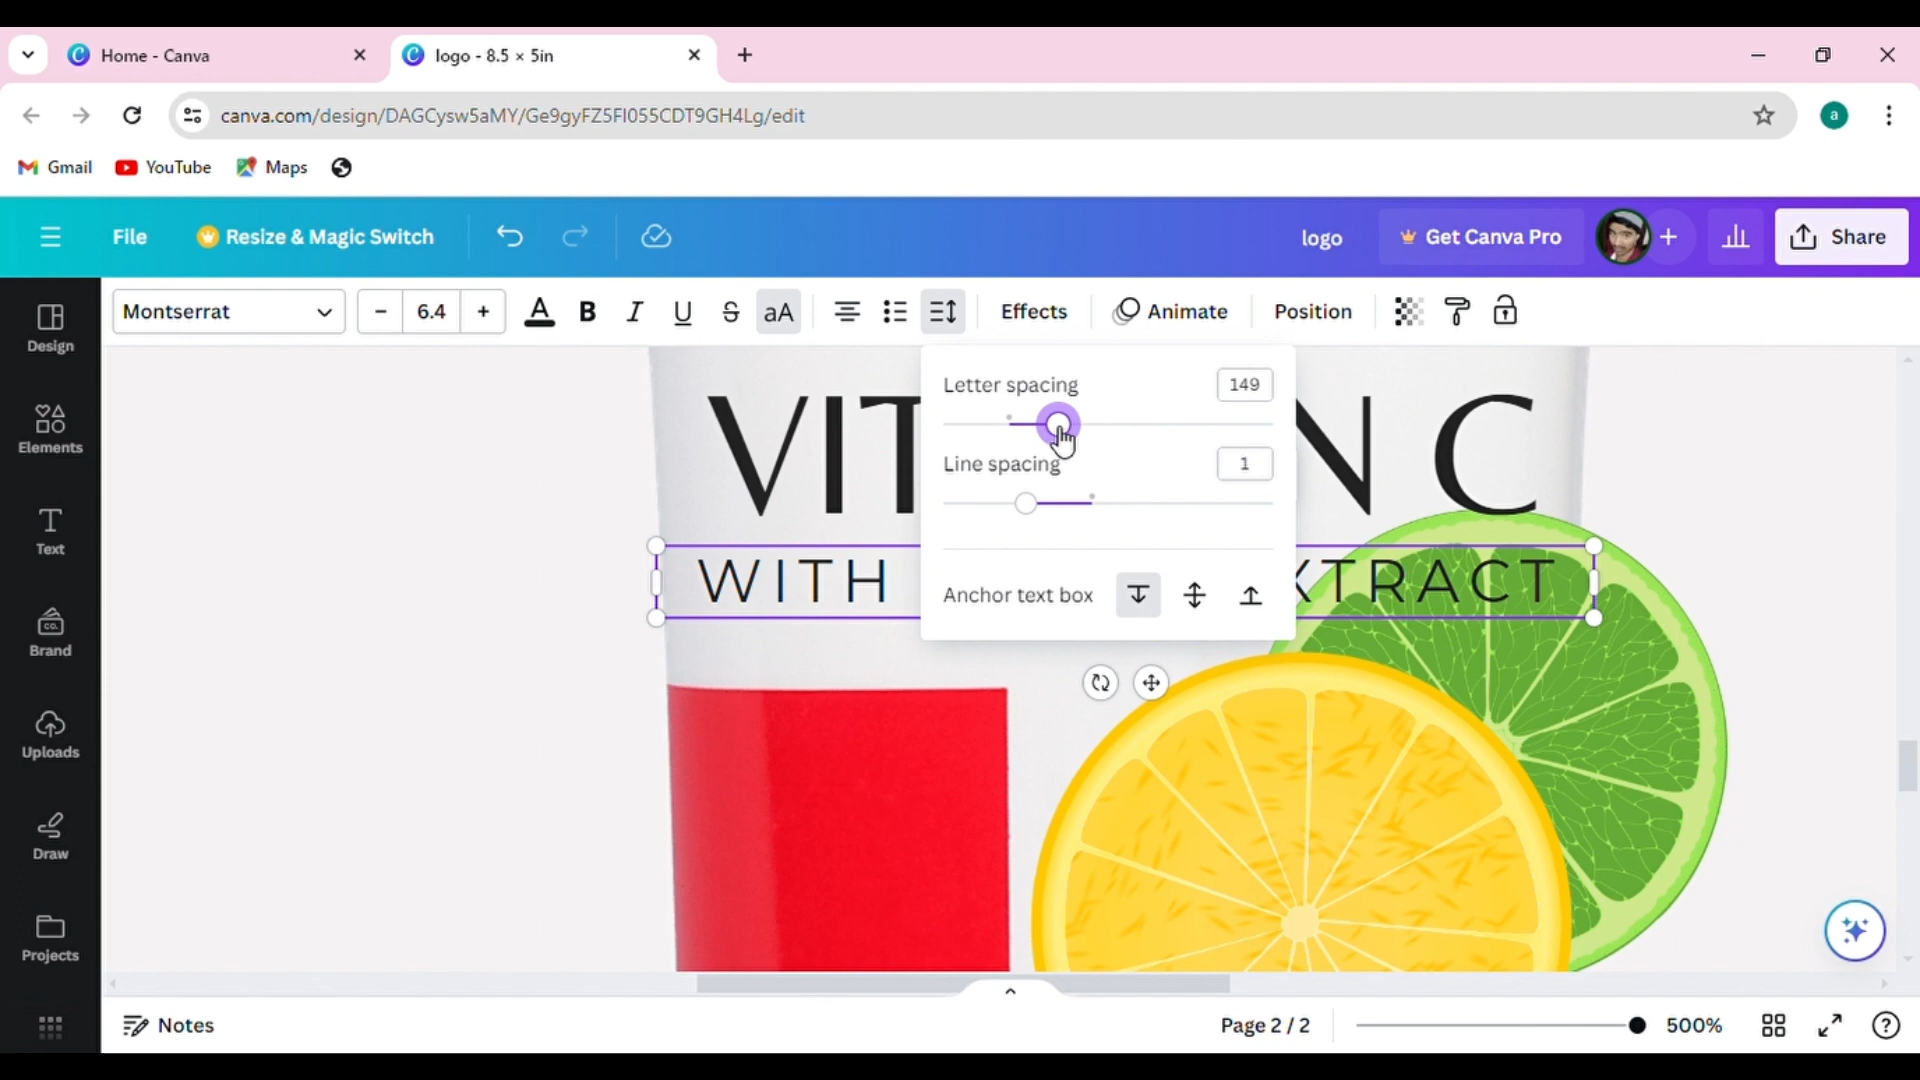 Home - Canva
logo - 8.5 × 5in
canva.com/design/DAGCysw5aMY/Ge9gyFZ5FI055CDT9GH4Lg/edit
a
Gmail
YouTube
Maps
File
Resize & Magic Switch
logo
Get Canva Pro
Share
Montserrat
6.4
A
B
I
U
S
aA
Effects
Animate
Position
Design
Elements
Text
Brand
Uploads
Draw
Projects
Letter spacing
149
Line spacing
1
Anchor text box
VIT N C
WITH XTRACT
Notes
Page 2 / 2
500%